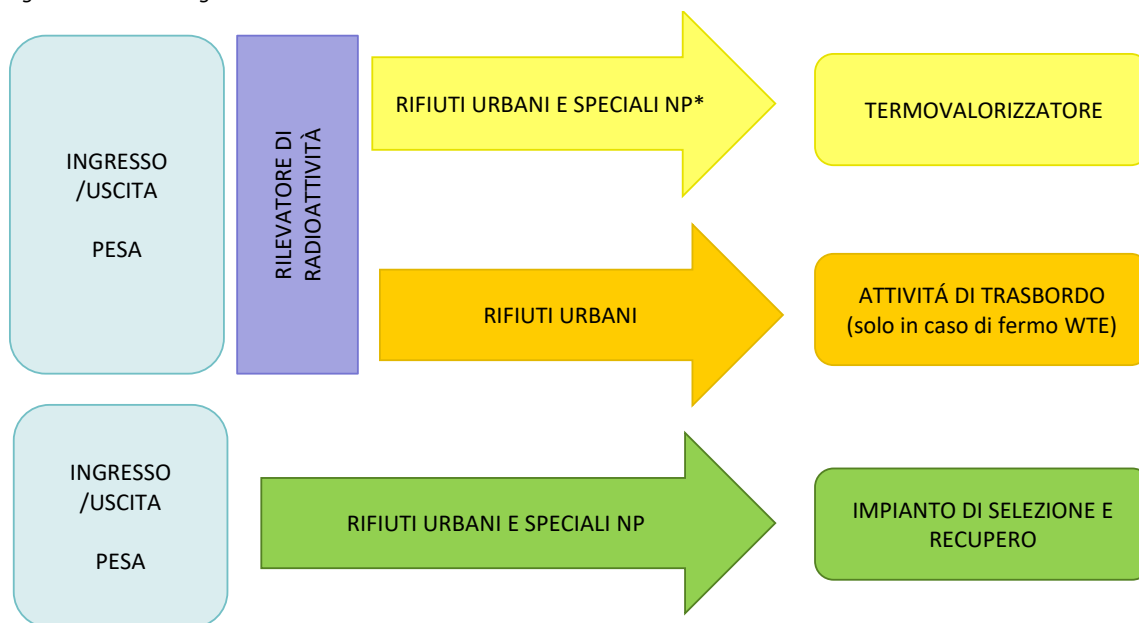 INGRESSO
/USCITA
PESA
RILEVATORE DI
RADIOATTIVITÀ
RIFIUTI URBANI E SPECIALI NP*
TERMOVALORIZZATORE
RIFIUTI URBANI
ATTIVITÁ DI TRASBORDO
(solo in caso di fermo WTE)
INGRESSO
/USCITA
PESA
RIFIUTI URBANI E SPECIALI NP
IMPIANTO DI SELEZIONE E
RECUPERO